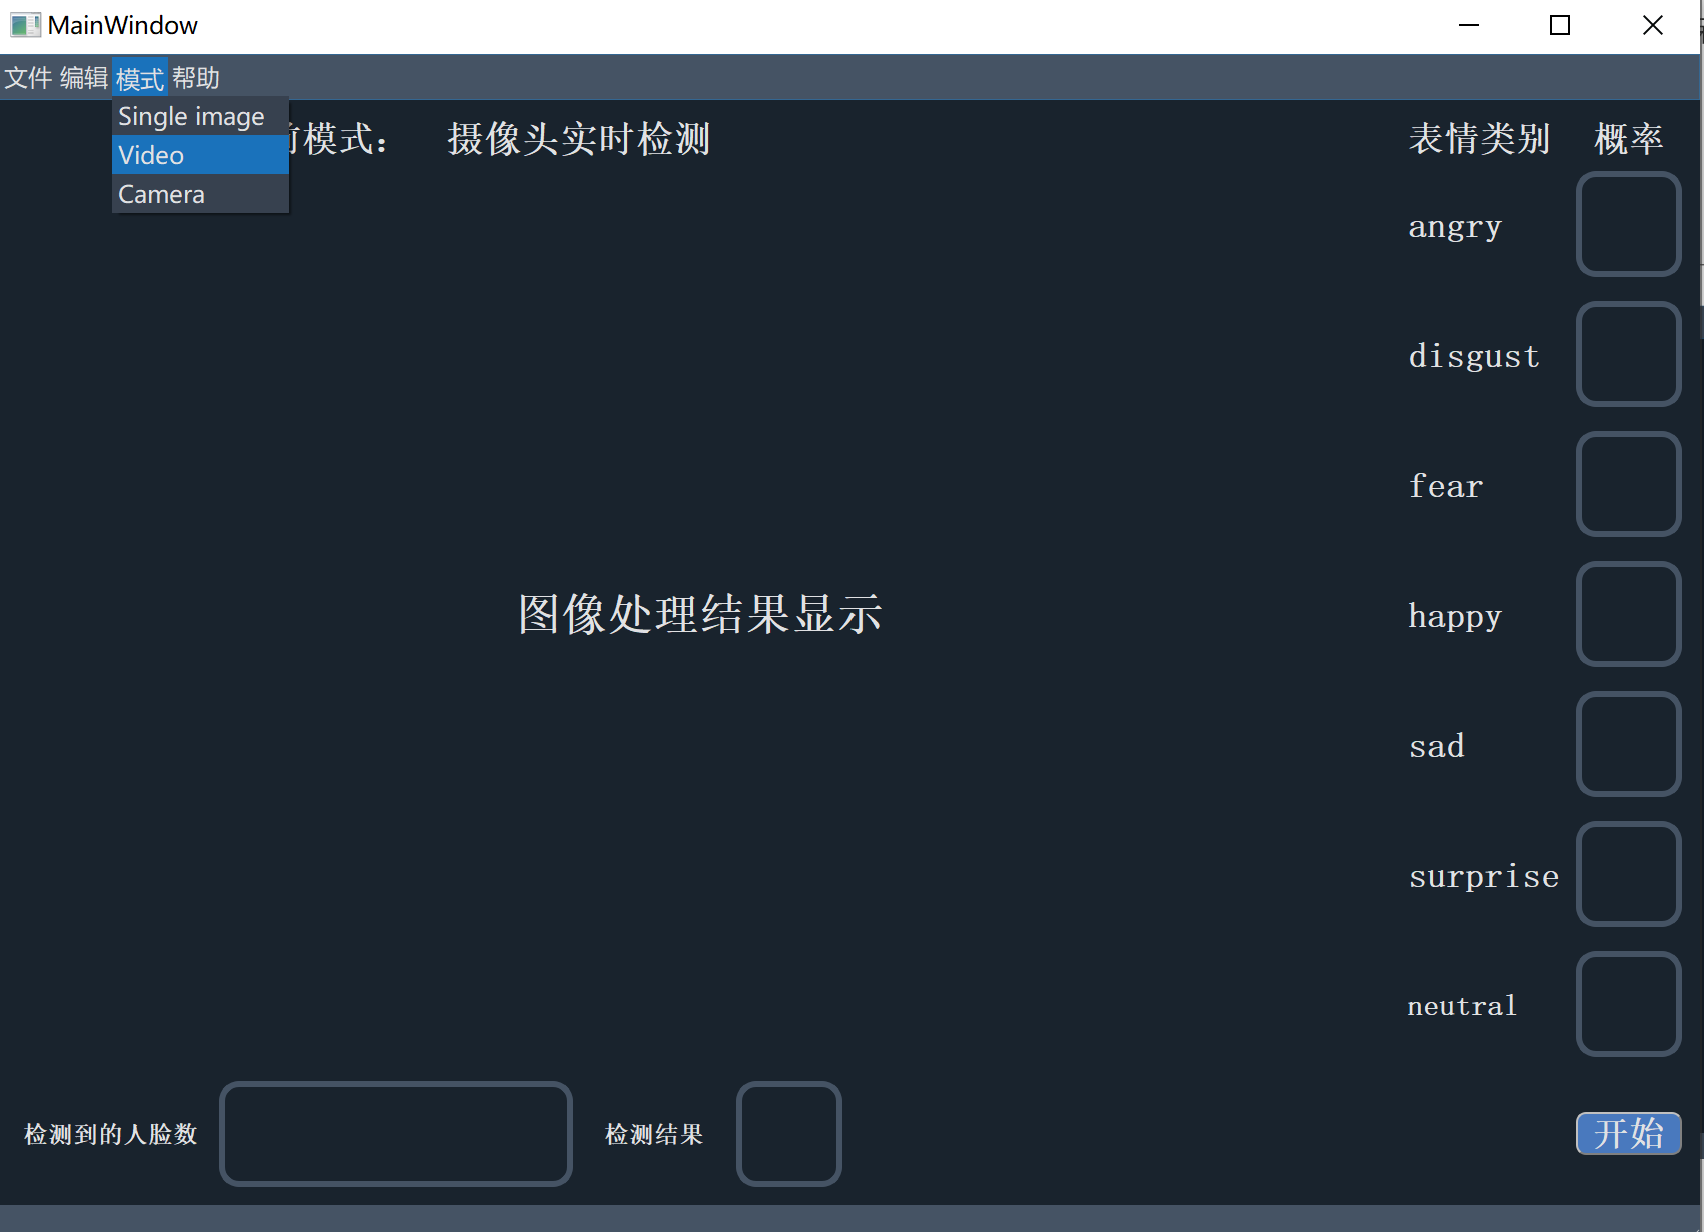 MainWindow
文件 编辑 模式 帮助
Single image
Video
Camera
前模式： 摄像头实时检测
表情类别 概率
angry
disgust
fear
图像处理结果显示
happy
sad
surprise
neutral
检测到的人脸数 检测结果 开始